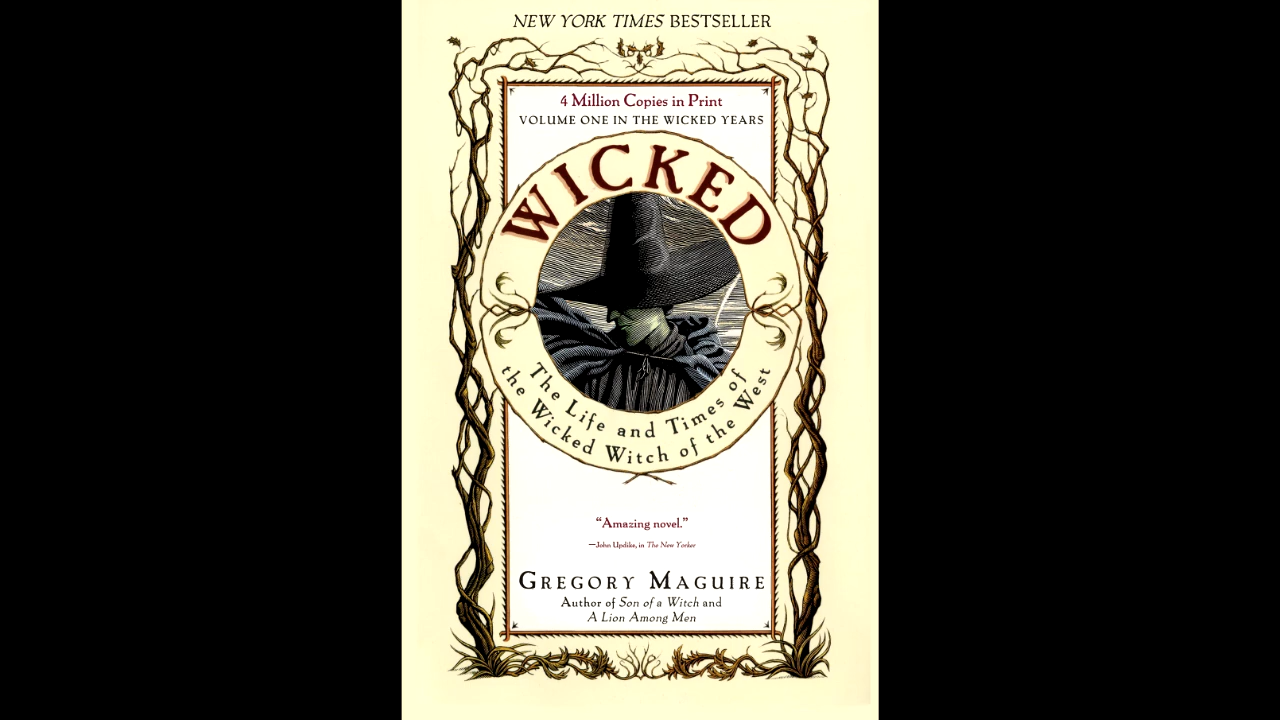 NEW YORK TIMES BESTSELLER
4 Million Copies in Print
VOLUME ONE IN THE WICKED YEARS
WICKED
The Life and Times of
the Wicked Witch of the West
“Amazing novel.”
—John Updike, in The New Yorker
GREGORY MAGUIRE
Author of Son of a Witch and
A Lion Among Men